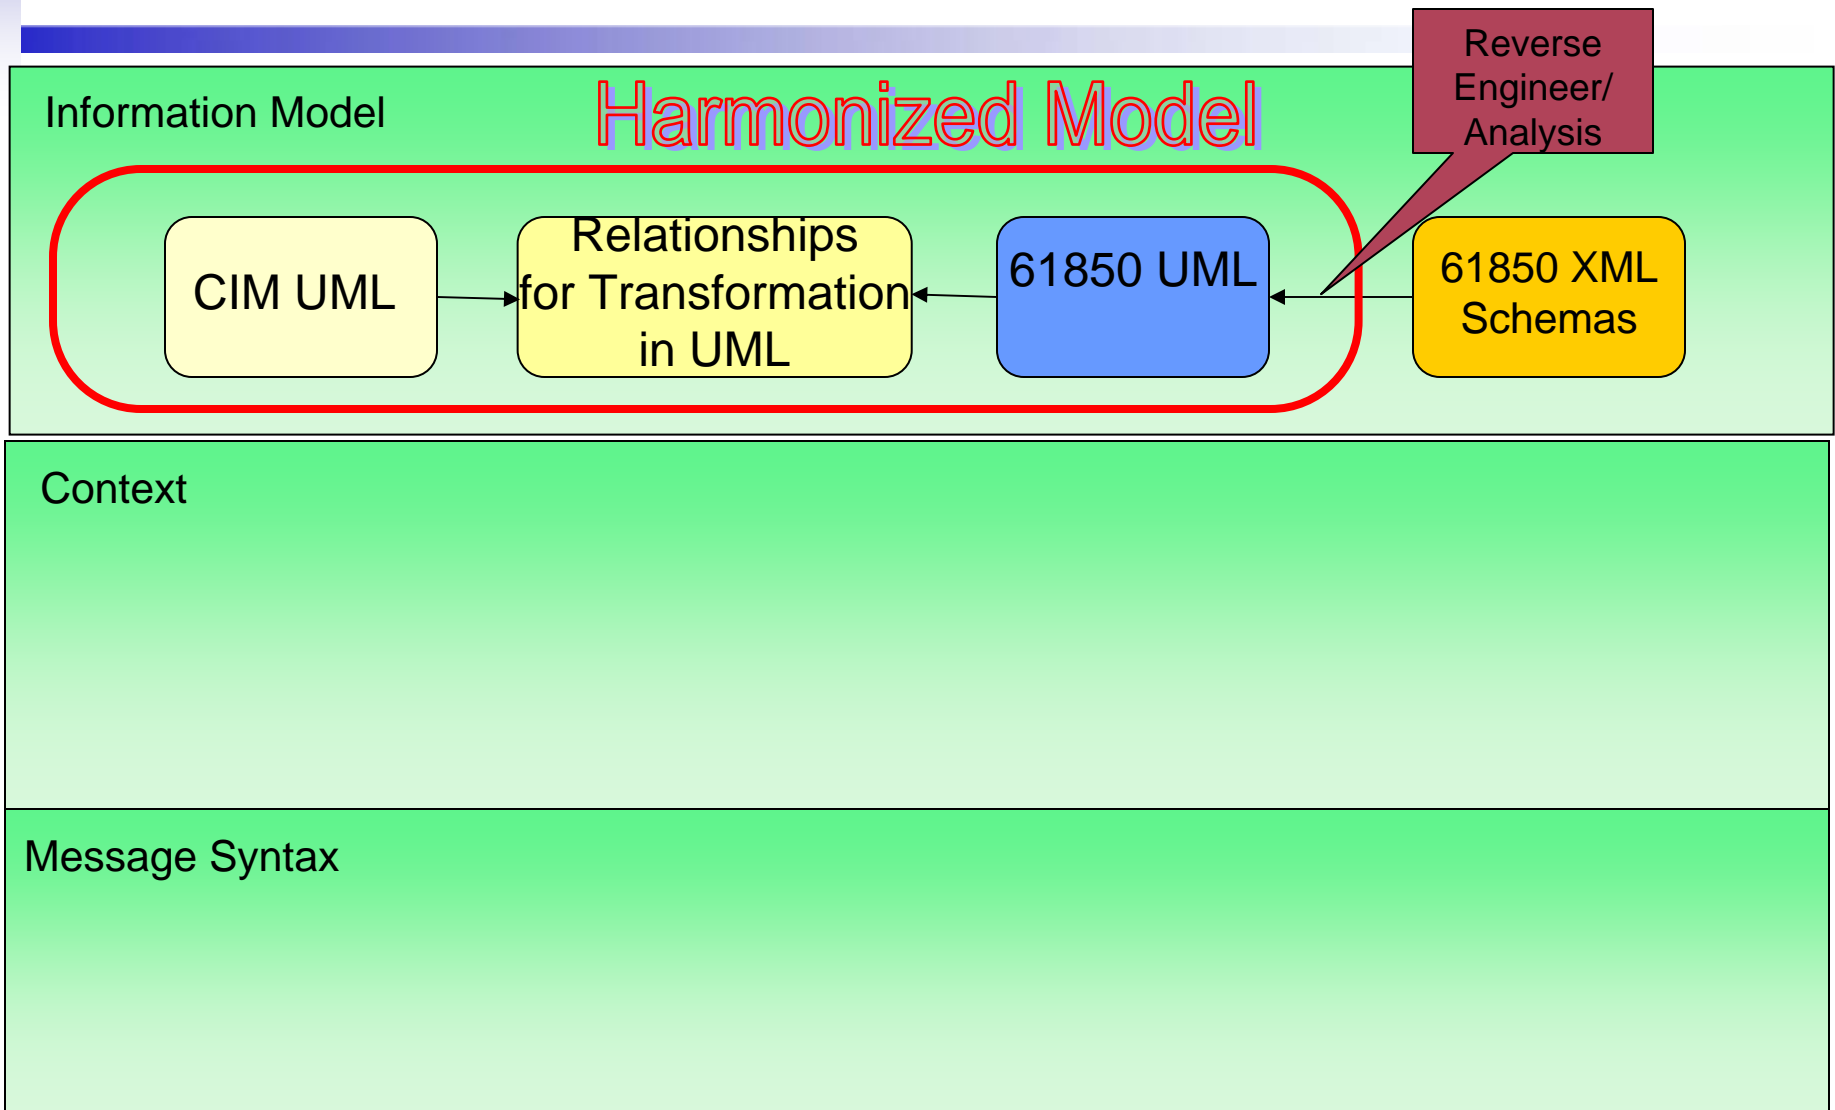 Reverse
Engineer/
Analysis
Information Model
Harmonized Model
CIM UML
Relationships
for Transformation
in UML
61850 UML
61850 XML
Schemas
Context
Message Syntax